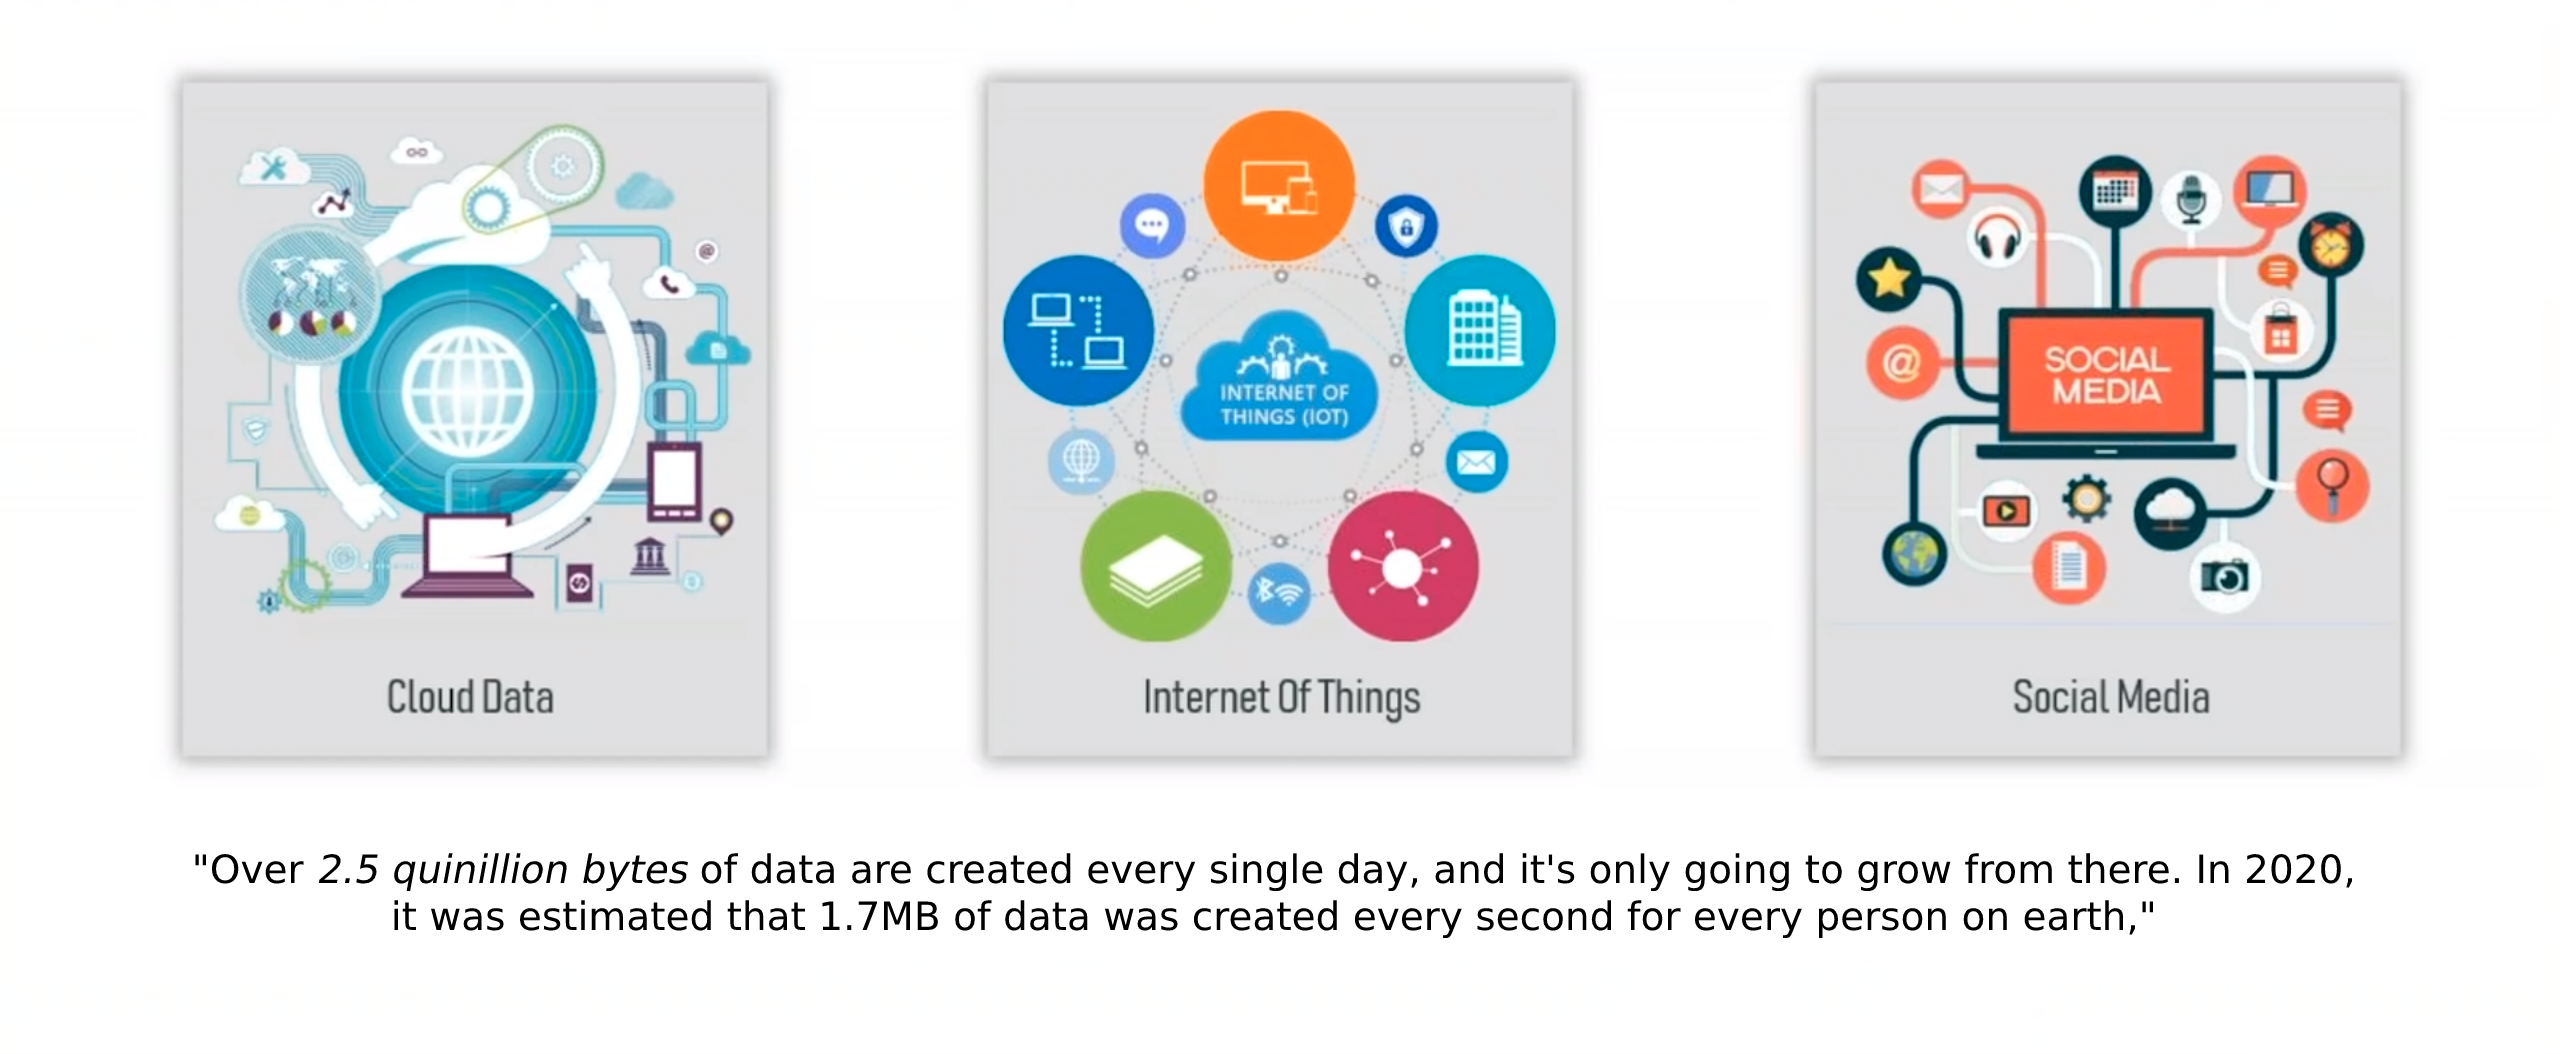 INTERNET OF
THINGS (IOT)
SOCIAL
MEDIA
@
@
Cloud Data
Internet Of Things
Social Media
"Over 2.5 quinillion bytes of data are created every single day, and it's only going to grow from there. In 2020,
it was estimated that 1.7MB of data was created every second for every person on earth,"